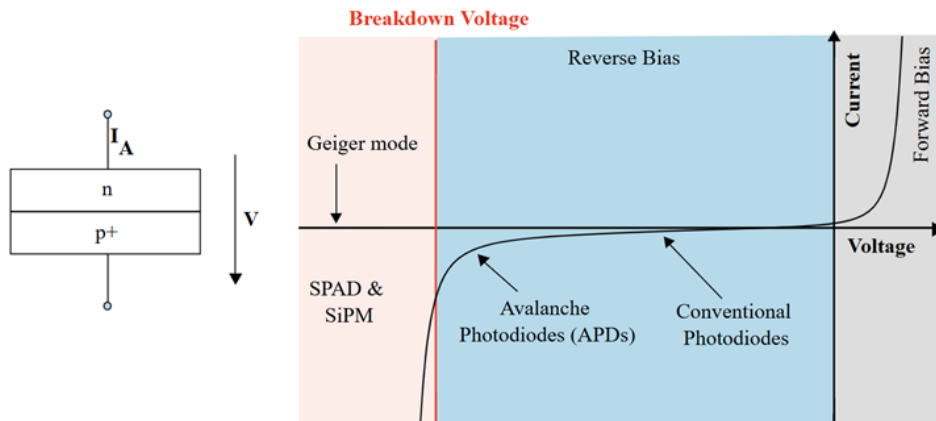 Breakdown Voltage
Reverse Bias
Current
Forward Bias
Geiger mode
I
A
n
p+
V
Voltage
SPAD &
SiPM
Avalanche
Photodiodes (APDs)
Conventional
Photodiodes